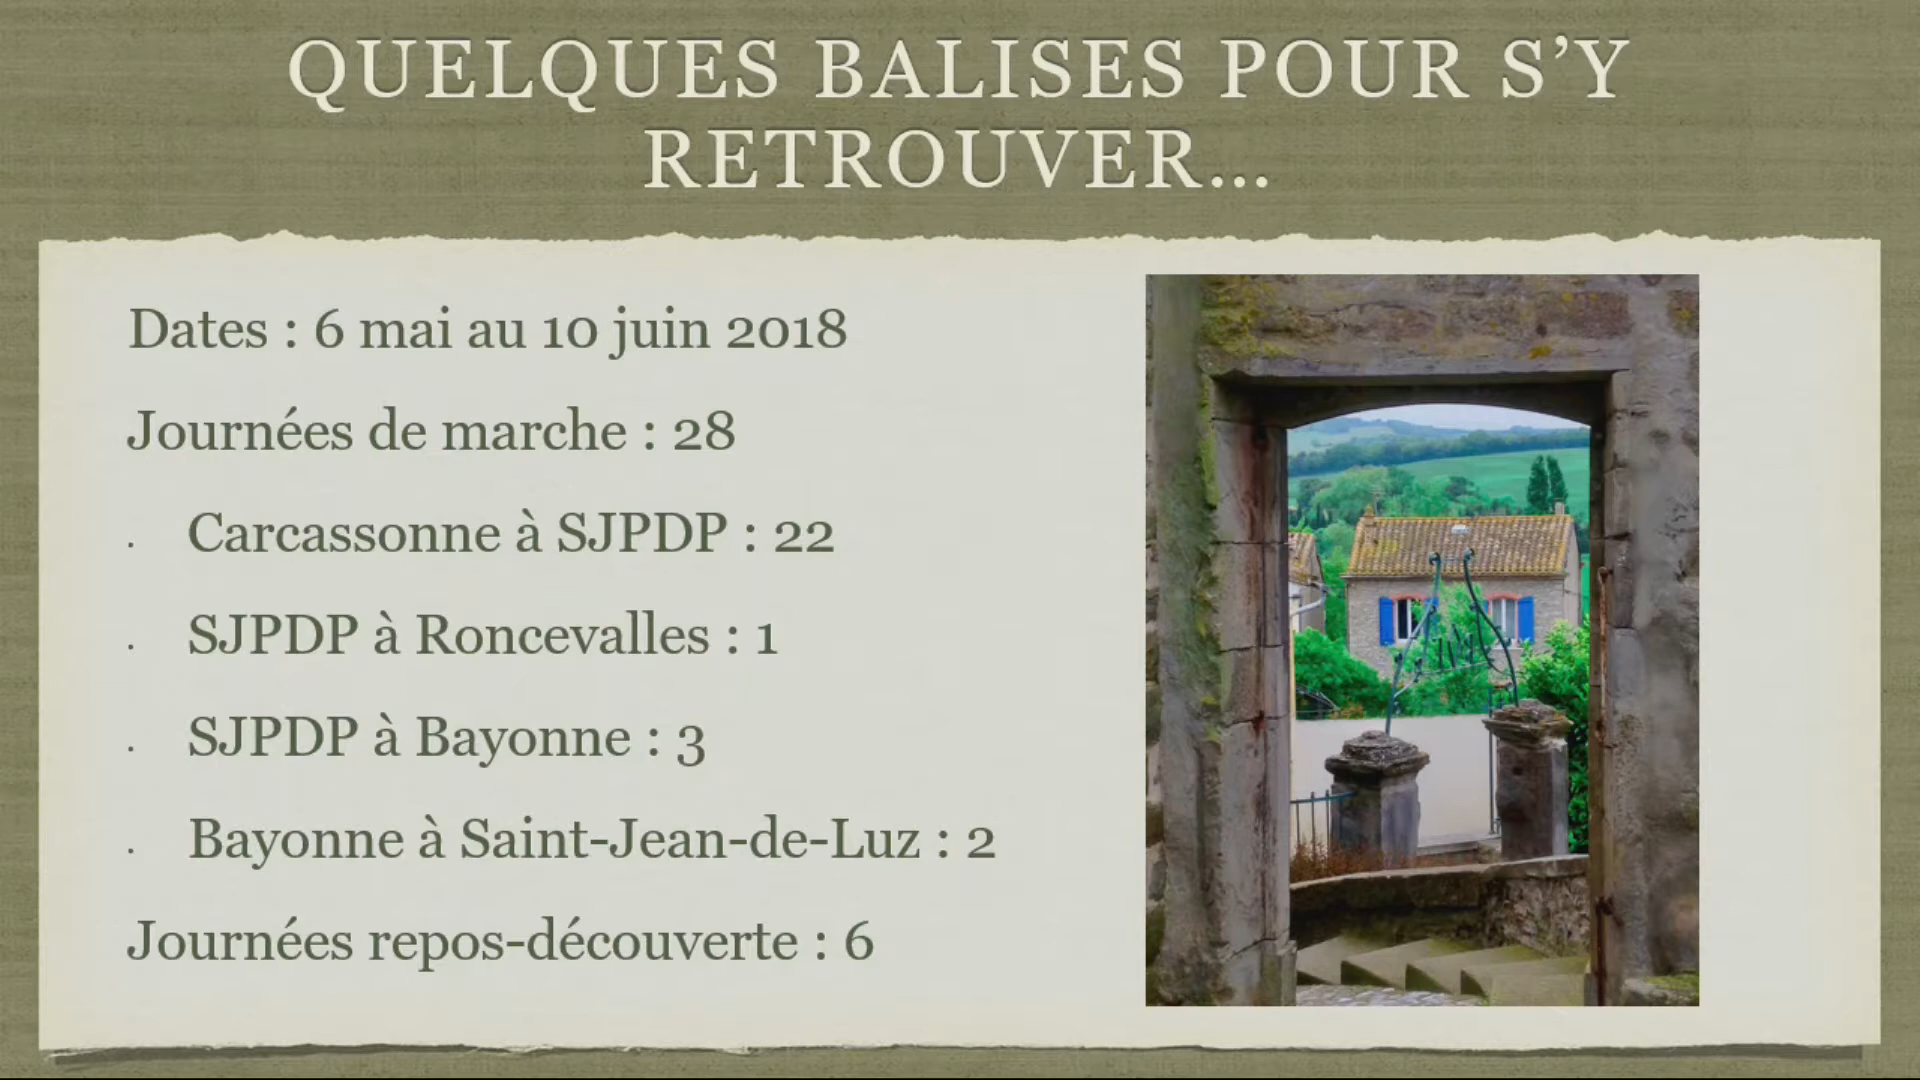 QUELQUES BALISES POUR S’Y
RETROUVER…
Dates : 6 mai au 10 juin 2018
Journées de marche : 28
· Carcassonne à SJPDP : 22
· SJPDP à Roncevalles : 1
· SJPDP à Bayonne : 3
· Bayonne à Saint-Jean-de-Luz : 2
Journées repos-découverte : 6